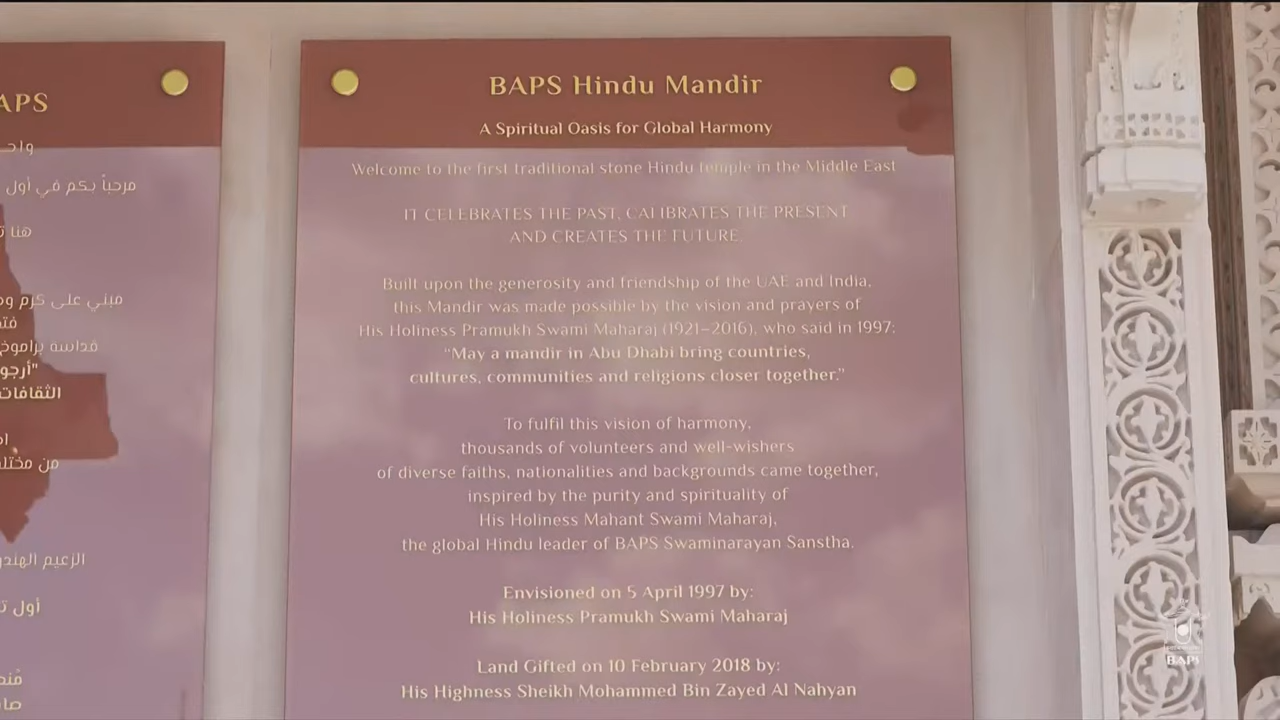 BAPS Hindu Mandir
A Spiritual Oasis for Global Harmony
Welcome to the first traditional stone Hindu temple in the Middle East
IT CELEBRATES THE PAST, CALIBRATES THE PRESENT
AND CREATES THE FUTURE.
Built upon the generosity and friendship of the UAE and India,
this Mandir was made possible by the vision and prayers of
His Holiness Pramukh Swami Maharaj (1921–2016), who said in 1997:
“May a mandir in Abu Dhabi bring countries,
cultures, communities and religions closer together.”
To fulfil this vision of harmony,
thousands of volunteers and well-wishers
of diverse faiths, nationalities and backgrounds came together,
inspired by the purity and spirituality of
His Holiness Mahant Swami Maharaj,
the global Hindu leader of BAPS Swaminarayan Sanstha.
Envisioned on 5 April 1997 by:
His Holiness Pramukh Swami Maharaj
Land Gifted on 10 February 2018 by:
His Highness Sheikh Mohammed Bin Zayed Al Nahyan
APS
مرحباً بكم في أول
هنا
مبني على كرم
قداسة
الثقافات
من
الزعيم
أول
BAPS